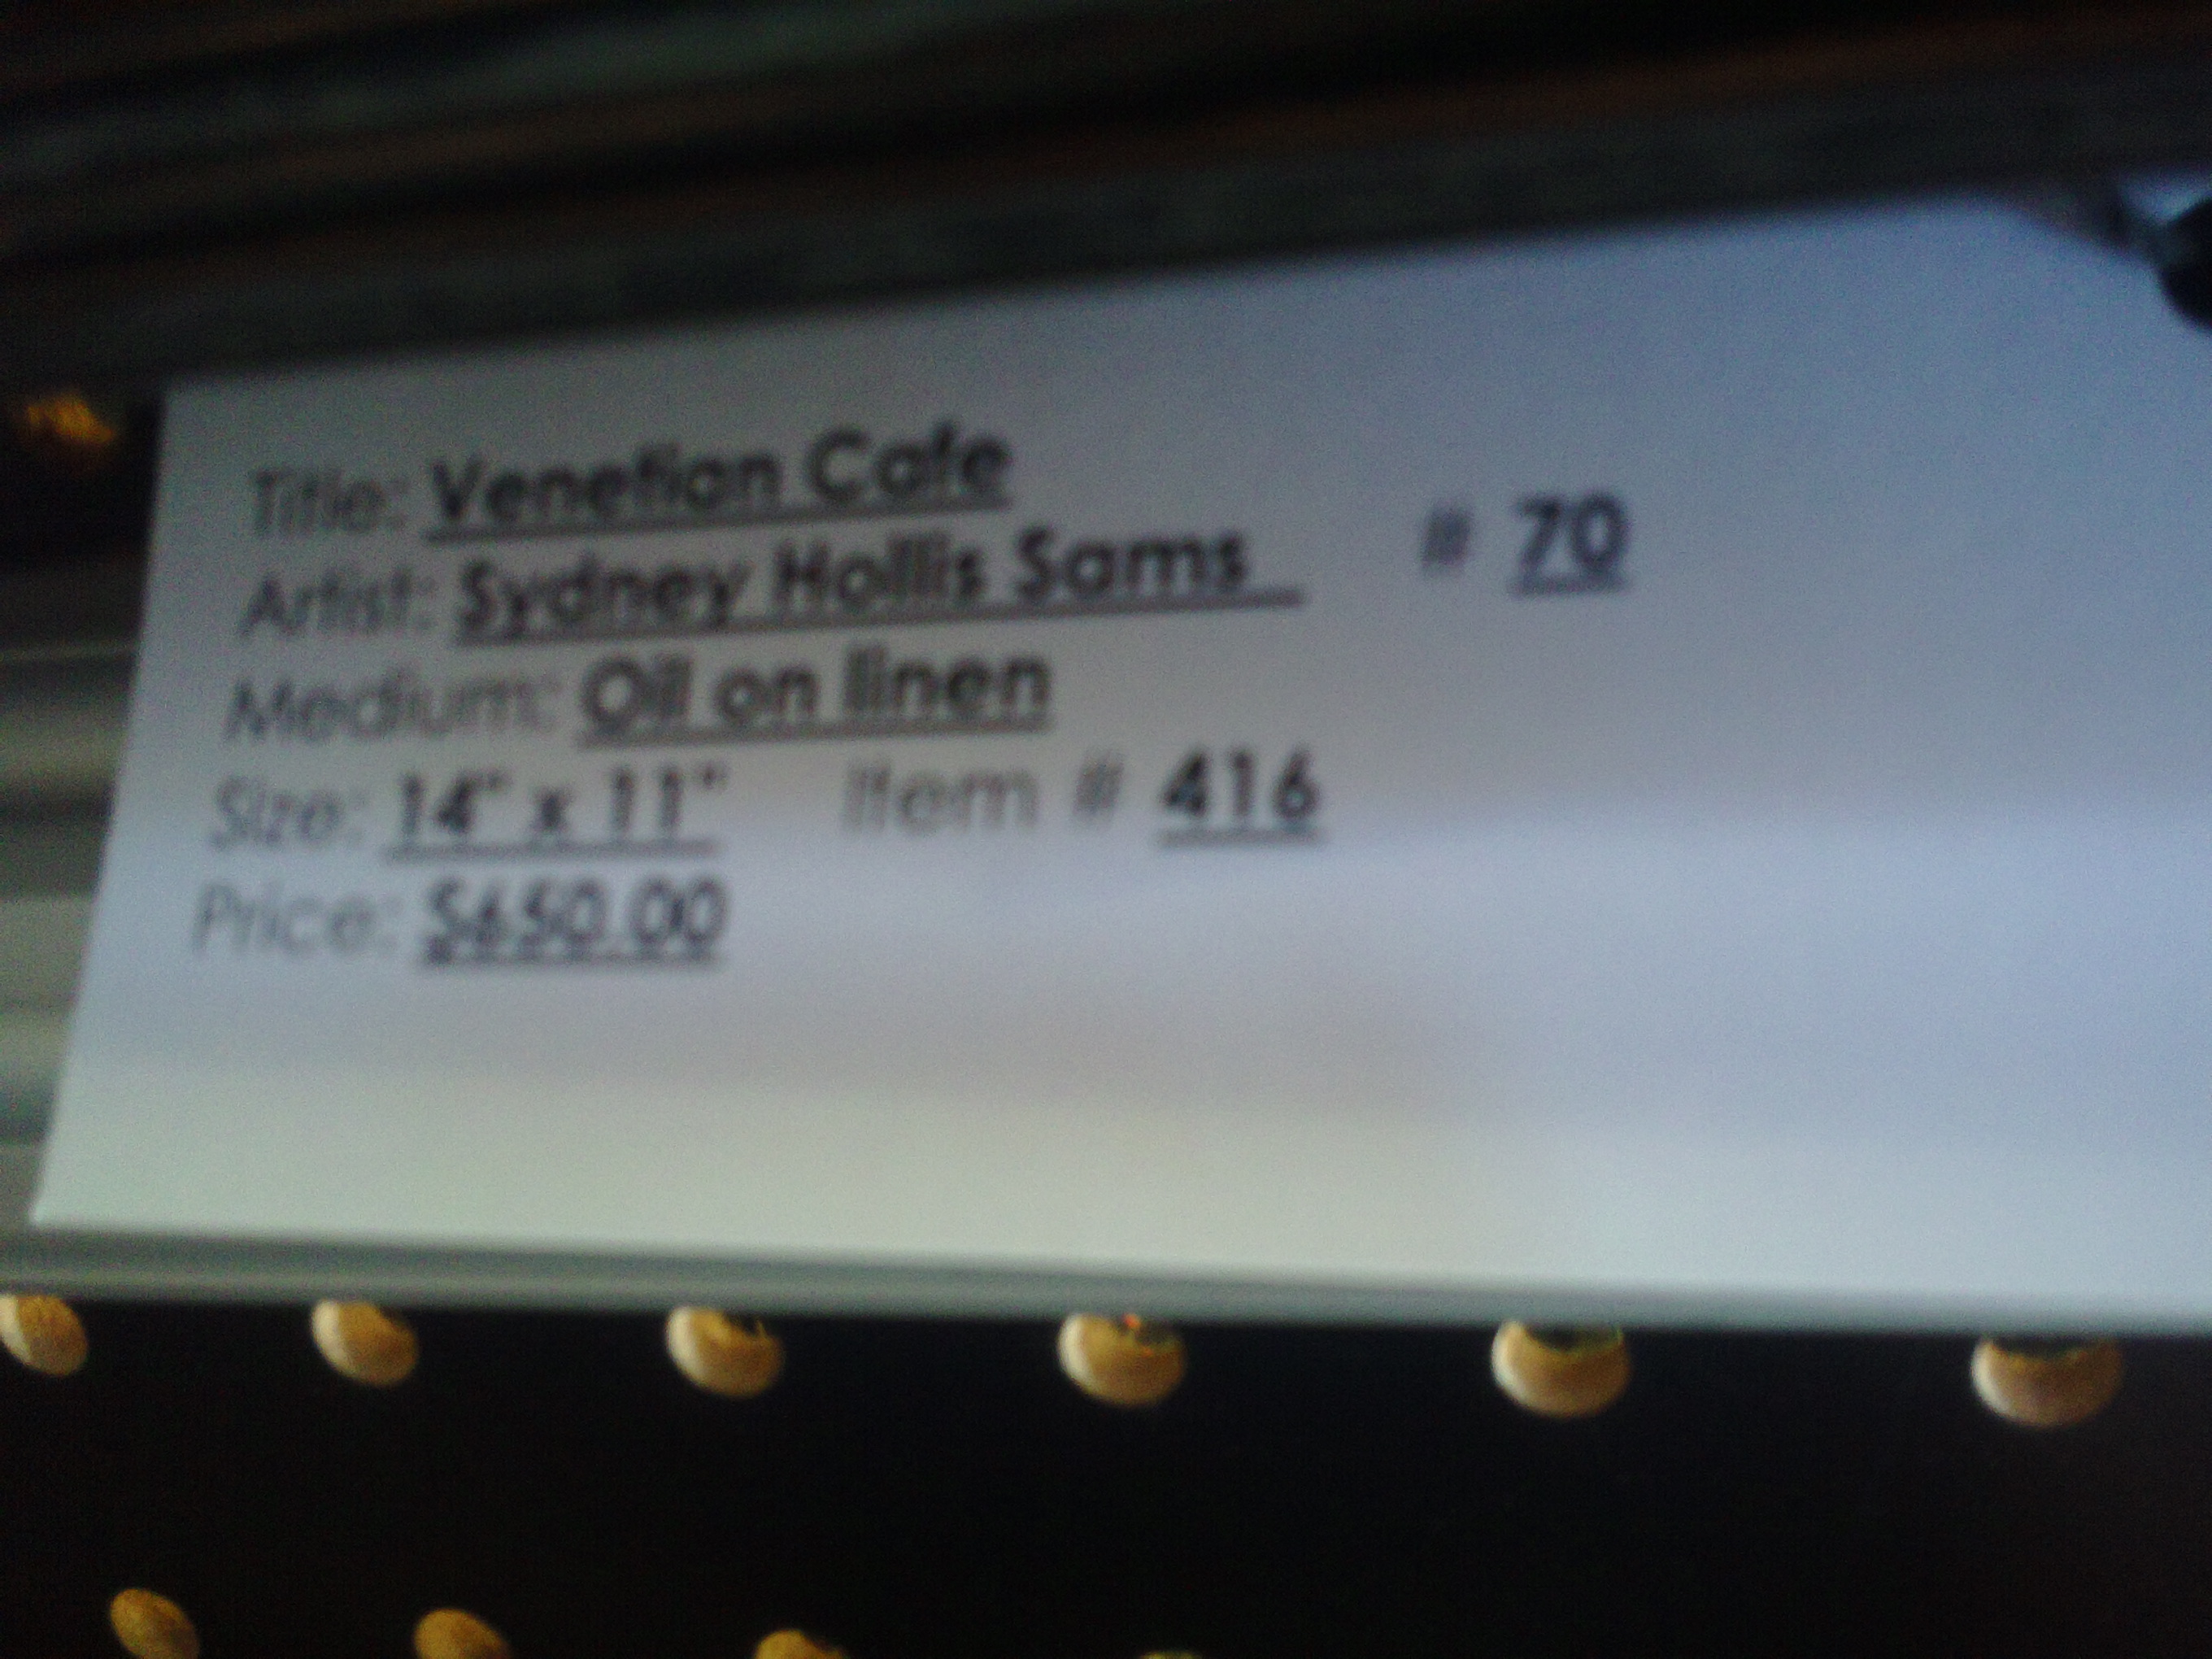 Title: Venetian Cafe
Artist: Sydney Hollis Sams # 70
Medium: Oil on linen
Size: 14" x 11" Item # 416
Price: $650.00